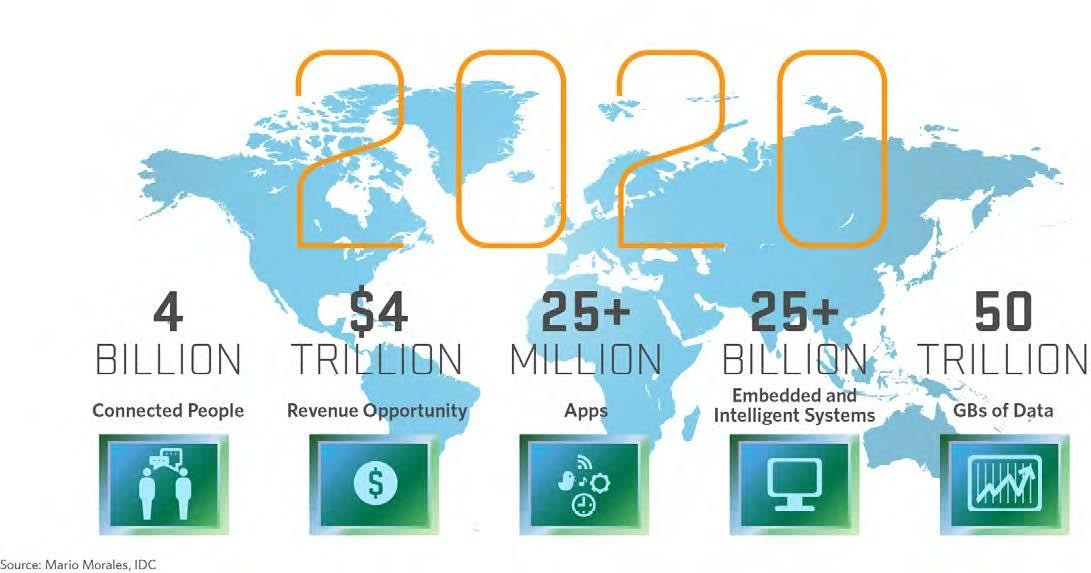 2020
4
BILLION
Connected People
$4
TRILLION
Revenue Opportunity
25+
MILLION
Apps
25+
BILLION
Embedded and
Intelligent Systems
50
TRILLION
GBs of Data
$
Source: Mario Morales, IDC